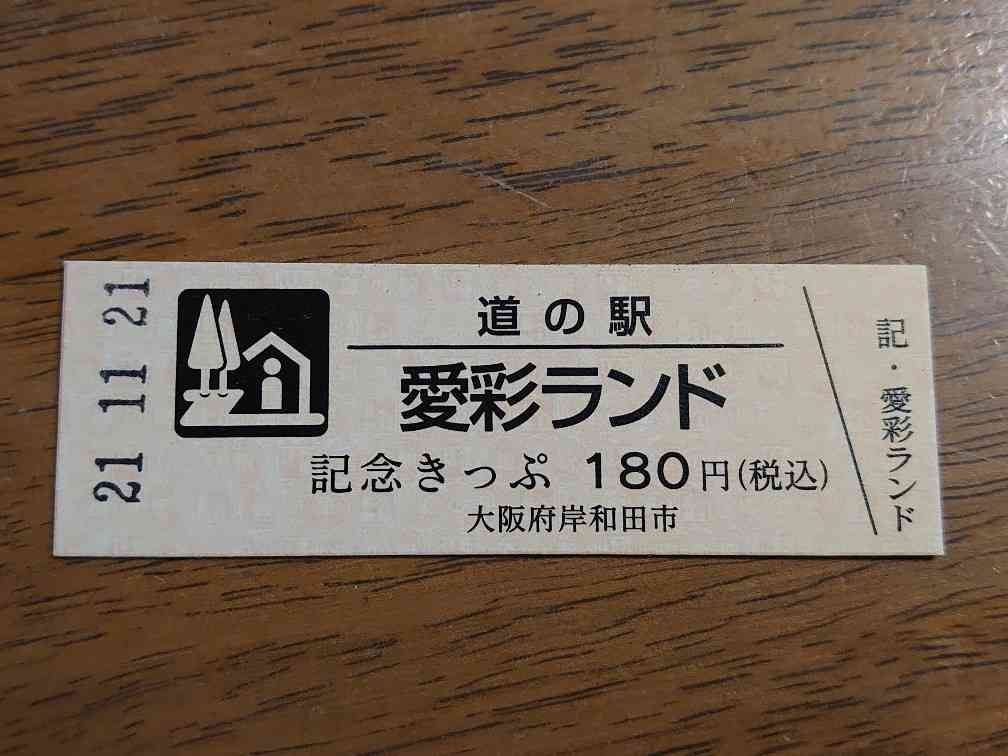 21 11 21
道の駅
愛彩ランド
記念きっぷ 180円(税込)
大阪府岸和田市
記・愛彩ランド